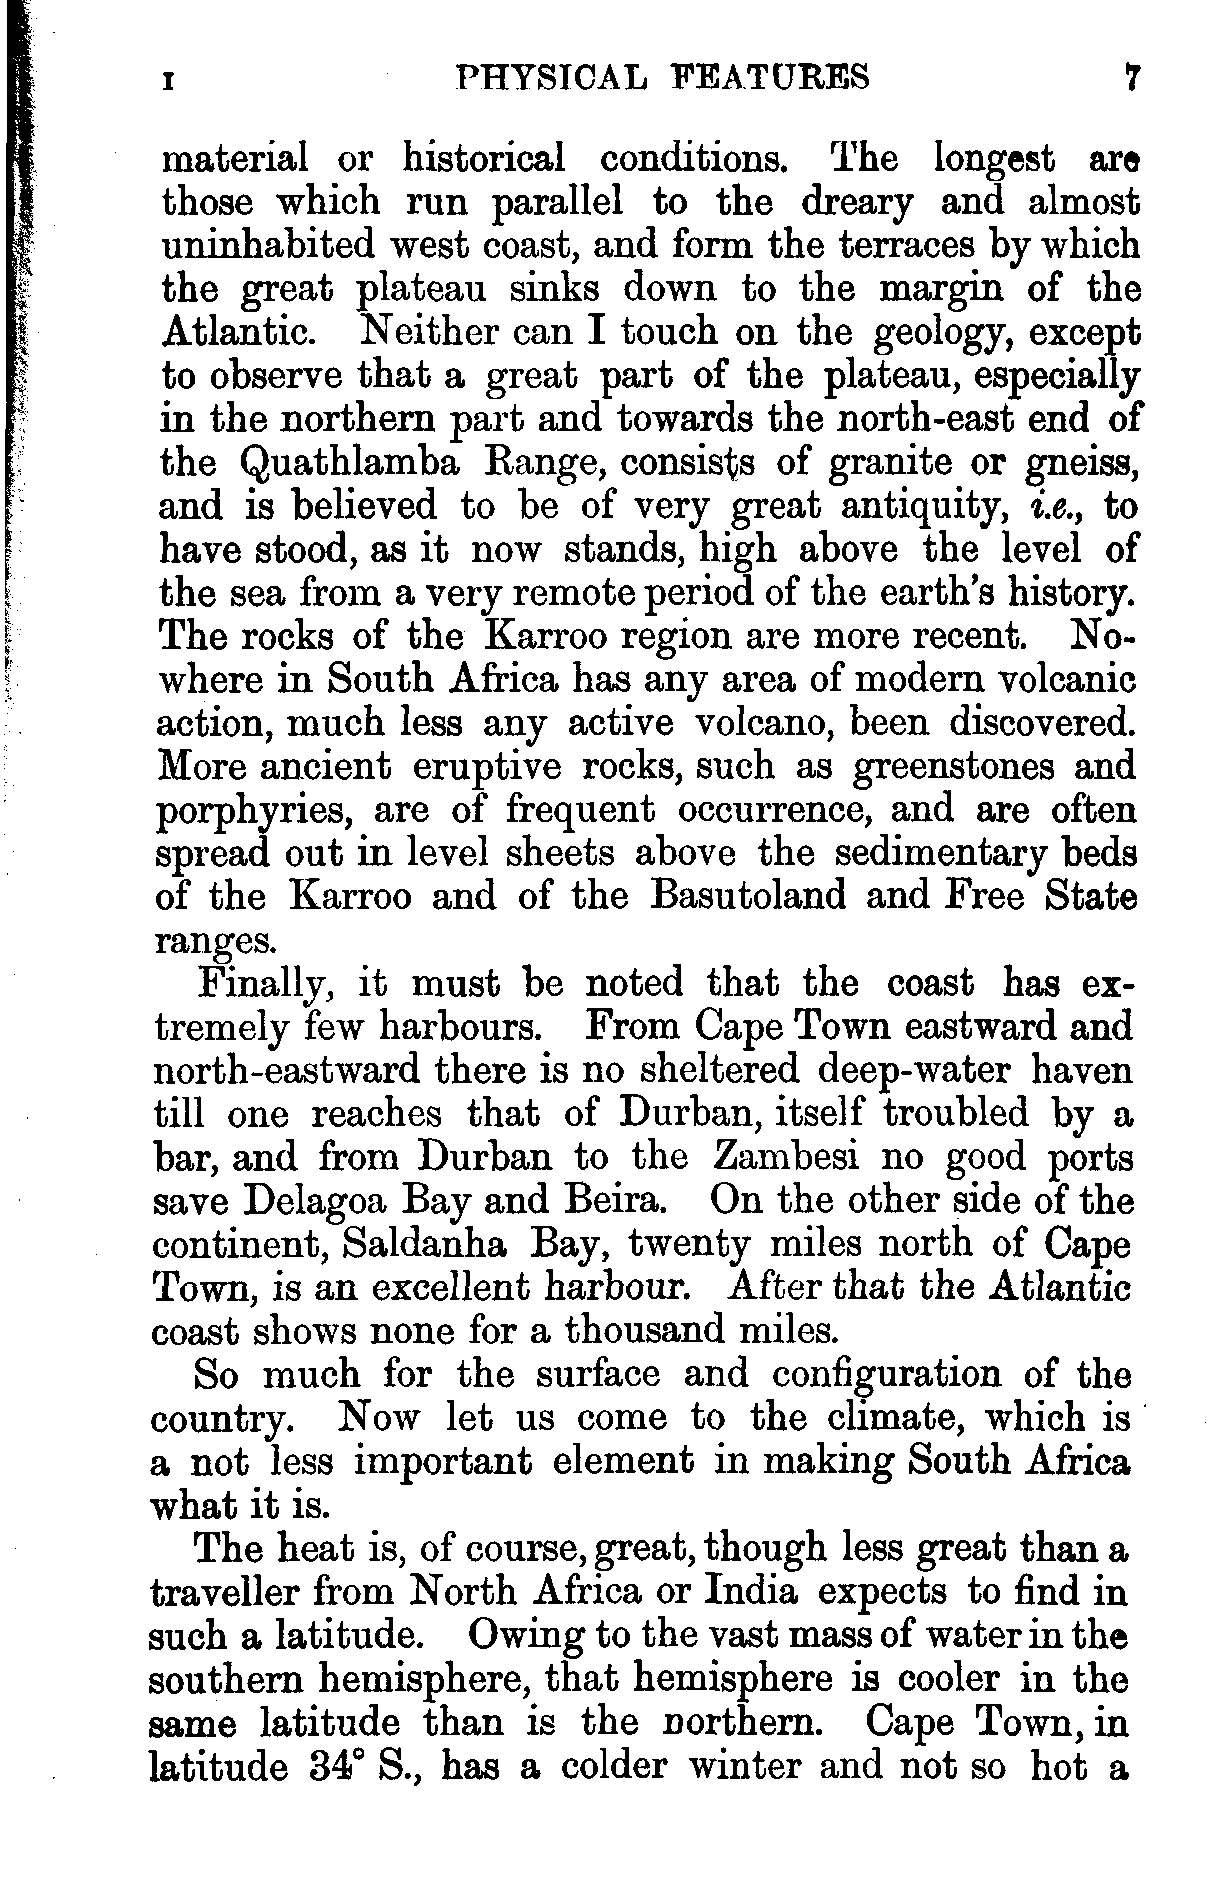 I PHYSICAL FEATURES 7
material or historical conditions. The longest are
those which run parallel to the dreary and almost
uninhabited west coast, and form the terraces by which
the great plateau sinks down to the margin of the
Atlantic. Neither can I touch on the geology, except
to observe that a great part of the plateau, especially
in the northern part and towards the north-east end of
the Quathlamba Range, consists of granite or gneiss,
and is believed to be of very great antiquity, i.e., to
have stood, as it now stands, high above the level of
the sea from a very remote period of the earth's history.
The rocks of the Karroo region are more recent. No-
where in South Africa has any area of modern volcanic
action, much less any active volcano, been discovered.
More ancient eruptive rocks, such as greenstones and
porphyries, are of frequent occurrence, and are often
spread out in level sheets above the sedimentary beds
of the Karroo and of the Basutoland and Free State
ranges.
Finally, it must be noted that the coast has ex-
tremely few harbours. From Cape Town eastward and
north-eastward there is no sheltered deep-water haven
till one reaches that of Durban, itself troubled by a
bar, and from Durban to the Zambesi no good ports
save Delagoa Bay and Beira. On the other side of the
continent, Saldanha Bay, twenty miles north of Cape
Town, is an excellent harbour. After that the Atlantic
coast shows none for a thousand miles.
So much for the surface and configuration of the
country. Now let us come to the climate, which is
a not less important element in making South Africa
what it is.
The heat is, of course, great, though less great than a
traveller from North Africa or India expects to find in
such a latitude. Owing to the vast mass of water in the
southern hemisphere, that hemisphere is cooler in the
same latitude than is the northern. Cape Town, in
latitude 34° S., has a colder winter and not so hot a